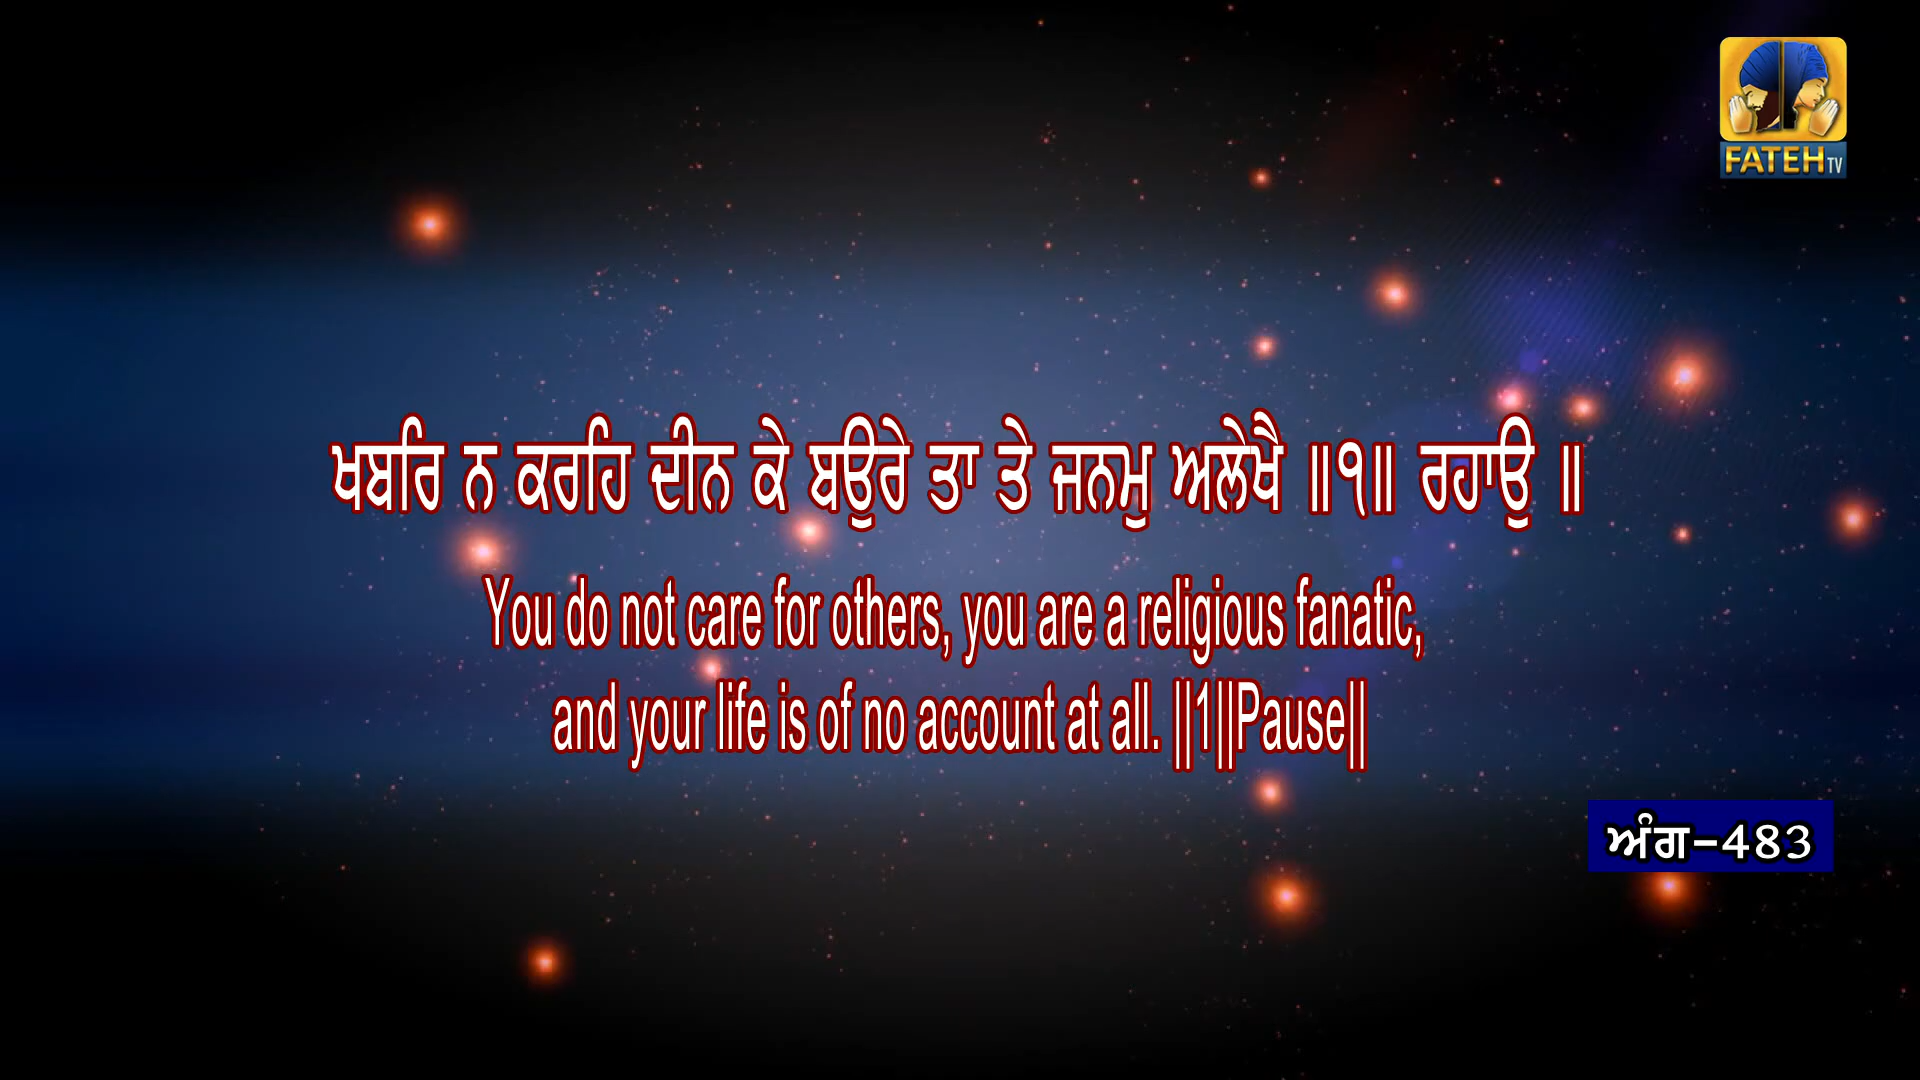 FATEH TV
ਖਬਰਿ ਨ ਕਰਹਿ ਦੀਨ ਕੇ ਬਉਰੇ ਤਾ ਤੇ ਜਨਮੁ ਅਲੇਖੈ ॥੧॥ ਰਹਾਉ ॥
You do not care for others, you are a religious fanatic,
and your life is of no account at all. ||1||Pause||
ਅੰਗ-483